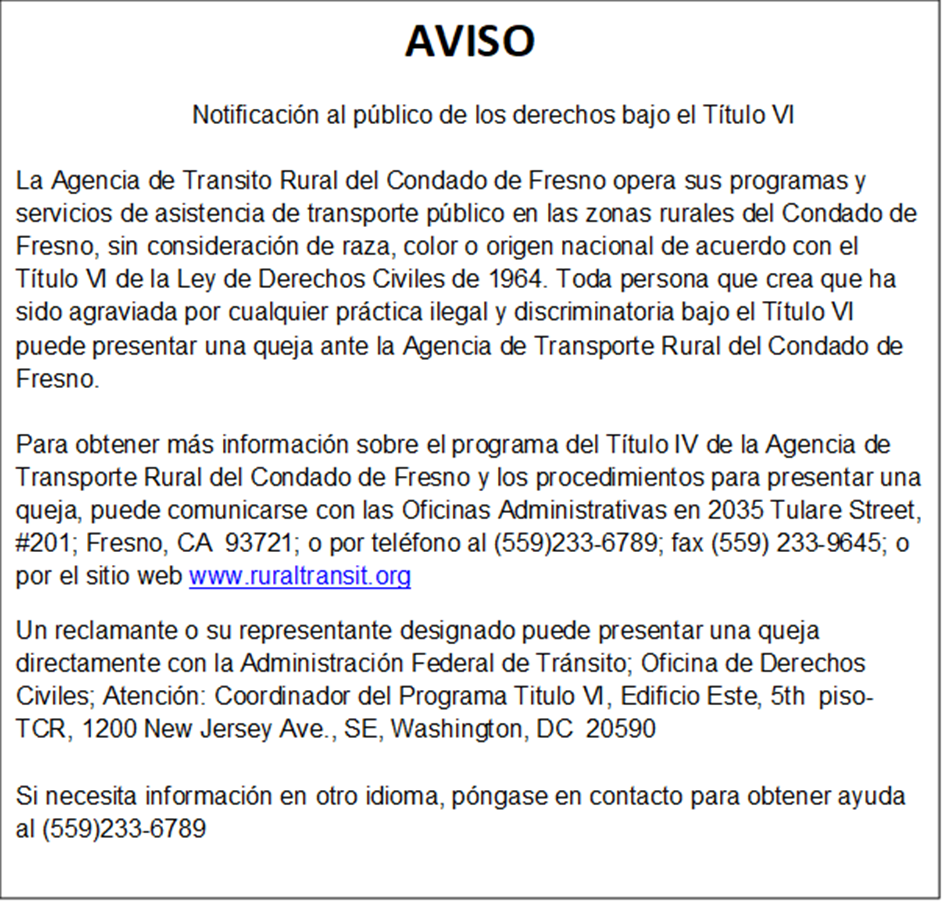 AVISO
Notificación al público de los derechos bajo el Título VI
La Agencia de Transito Rural del Condado de Fresno opera sus programas y
servicios de asistencia de transporte público en las zonas rurales del Condado de
Fresno, sin consideración de raza, color o origen nacional de acuerdo con el
Título VI de la Ley de Derechos Civiles de 1964. Toda persona que crea que ha
sido agraviada por cualquier práctica ilegal y discriminatoria bajo el Título VI
puede presentar una queja ante la Agencia de Transporte Rural del Condado de
Fresno.
Para obtener más información sobre el programa del Título IV de la Agencia de
Transporte Rural del Condado de Fresno y los procedimientos para presentar una
queja, puede comunicarse con las Oficinas Administrativas en 2035 Tulare Street,
#201; Fresno, CA  93721; o por teléfono al (559)233-6789; fax (559) 233-9645; o
por el sitio web www.ruraltransit.org
Un reclamante o su representante designado puede presentar una queja
directamente con la Administración Federal de Tránsito; Oficina de Derechos
Civiles; Atención: Coordinador del Programa Titulo VI, Edificio Este, 5th  piso-
TCR, 1200 New Jersey Ave., SE, Washington, DC  20590
Si necesita información en otro idioma, póngase en contacto para obtener ayuda
al (559)233-6789